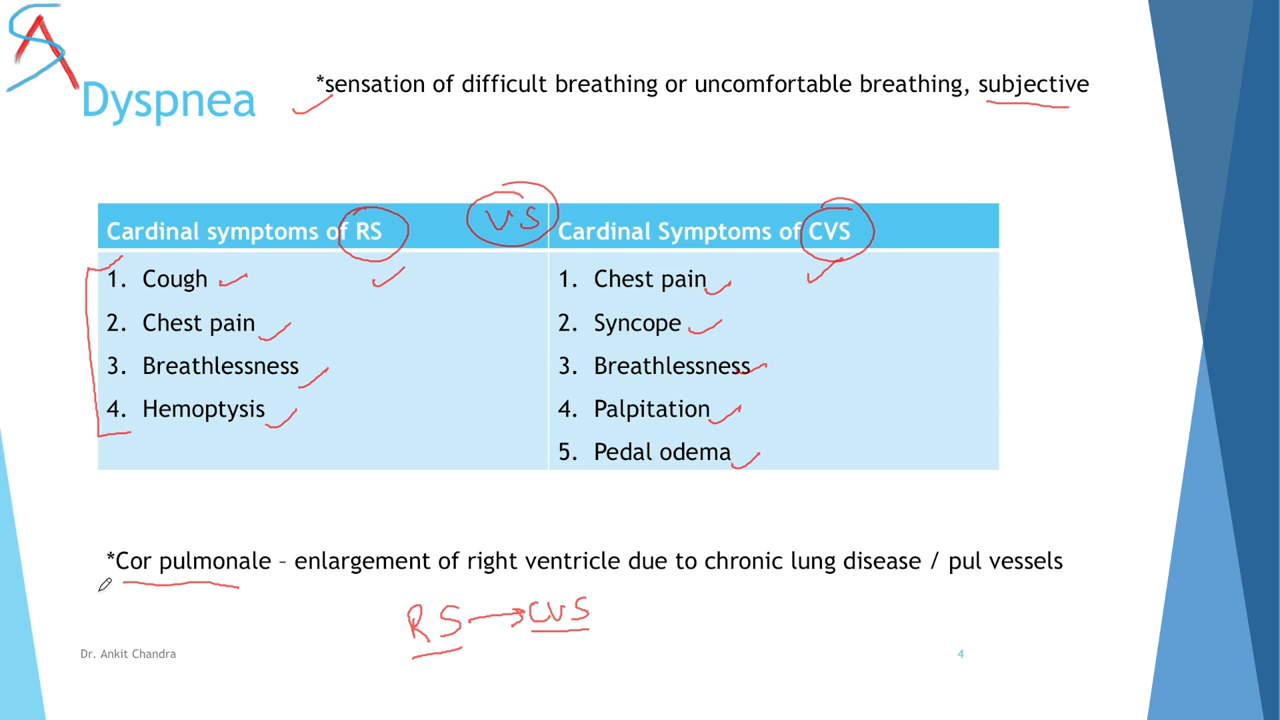 SA
*sensation of difficult breathing or uncomfortable breathing, subjective
Dyspnea
Cardinal symptoms of RS
VS
Cardinal Symptoms of CVS
1. Cough
2. Chest pain
3. Breathlessness
4. Hemoptysis
1. Chest pain
2. Syncope
3. Breathlessness
4. Palpitation
5. Pedal odema
*Cor pulmonale – enlargement of right ventricle due to chronic lung disease / pul vessels
RS → CVS
Dr. Ankit Chandra
4